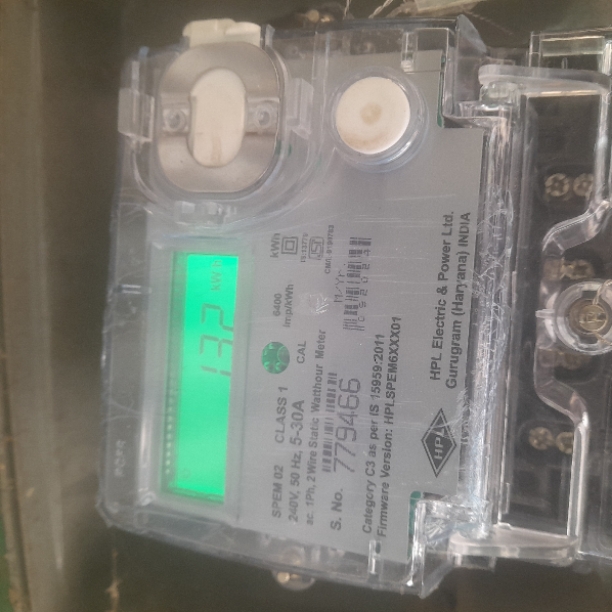 132 kWh
CAL
6400 imp/kWh
kWh
SPEM 02 CLASS 1
240V, 50 Hz, 5-30A
ac. 1Ph, 2 Wire Static Watthour Meter
S. No. 779466
Category C3 as per IS 15959:2011
Firmware Version: HPLSPEM6XXX01
HPL
HPL Electric & Power Ltd.
Gurugram (Haryana) INDIA